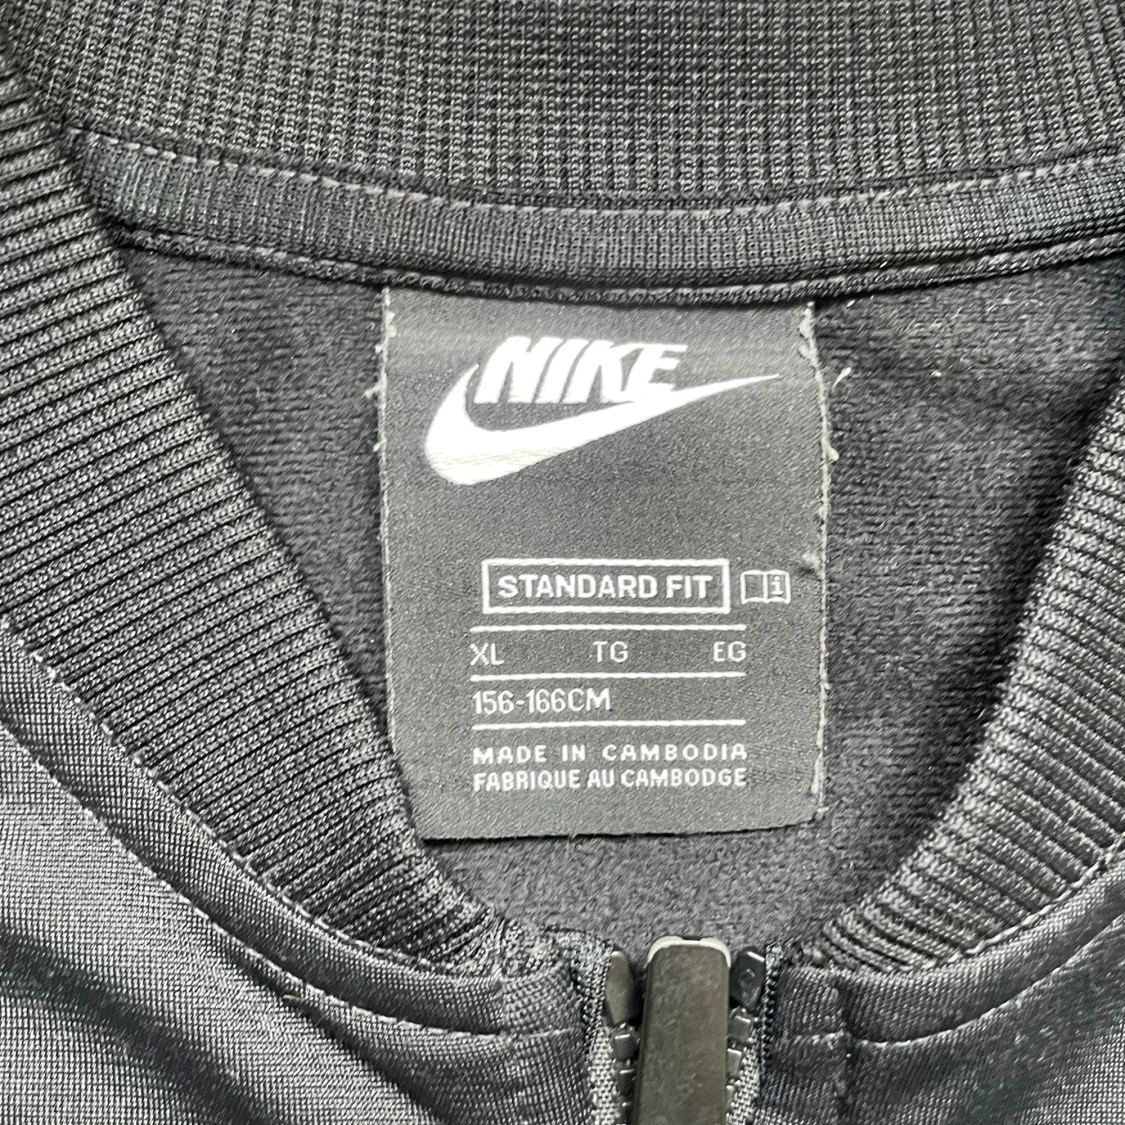 NIKE
STANDARD FIT i
XL TG EG
156-166CM
MADE IN CAMBODIA
FABRIQUE AU CAMBODGE